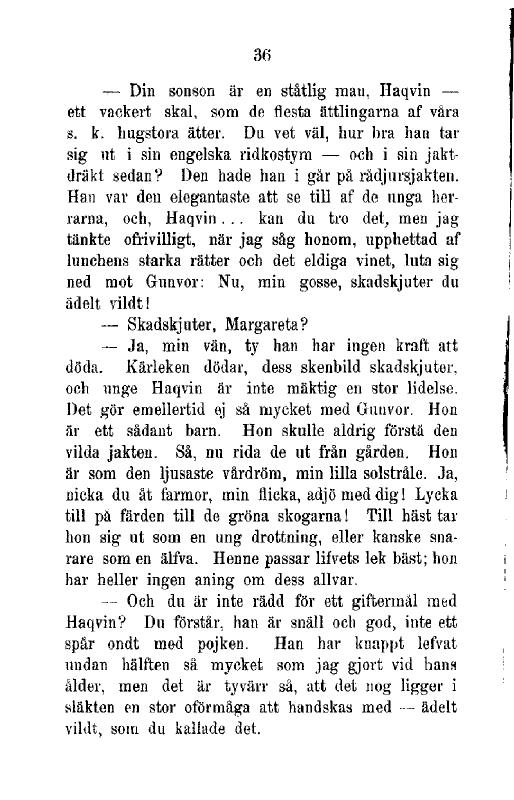 36
— Din sonson är en ståtlig man, Haqvin —
ett vackert skal, som de flesta ättlingarna af våra
s. k. hugstora ätter. Du vet väl, hur bra han tar
sig ut i sin engelska ridkostym — och i sin jakt-
dräkt sedan? Den hade han i går på rådjursjakten.
Han var den elegantaste att se till af de unga her-
rarna, och, Haqvin ... kan du tro det, men jag
tänkte ofrivilligt, när jag såg honom, upphettad af
lunchens starka rätter och det eldiga vinet, luta sig
ned mot Gunvor: Nu, min gosse, skadskjuter du
ädelt vildt!
— Skadskjuter, Margareta?
— Ja, min vän, ty han har ingen kraft att
döda. Kärleken dödar, dess skenbild skadskjuter,
och unge Haqvin är inte mäktig en stor lidelse.
Det gör emellertid ej så mycket med Gunvor. Hon
är ett sådant barn. Hon skulle aldrig förstå den
vilda jakten. Så, nu rida de ut från gården. Hon
är som den ljusaste vårdröm, min lilla solstråle. Ja,
nicka du åt farmor, min flicka, adjö med dig! Lycka
till på färden till de gröna skogarna! Till häst tar
hon sig ut som en ung drottning, eller kanske sna-
rare som en älfva. Henne passar lifvets lek bäst; hon
har heller ingen aning om dess allvar.
— Och du är inte rädd för ett giftermål med
Haqvin? Du förstår, han är snäll och god, inte ett
spår ondt med pojken. Han har knappt lefvat
undan hälften så mycket som jag gjort vid hans
ålder, men det är tyvärr så, att det nog ligger i
släkten en stor oförmåga att handskas med — ädelt
vildt, som du kallade det.